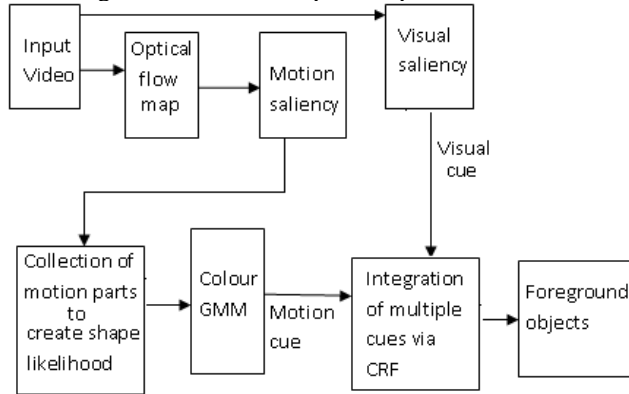 Input
Video
Optical
flow
map
Motion
saliency
Visual
saliency
Visual
cue
Collection of
motion parts
to
create shape
likelihood
Colour
GMM
Motion
cue
Integration
of multiple
cues via
CRF
Foreground
objects